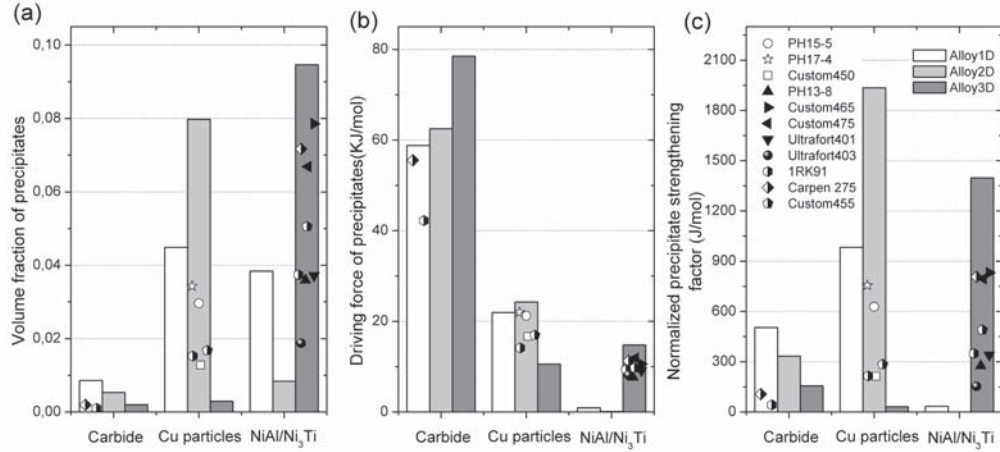 (a)
Volume fraction of precipitates
0,10
0,08
0,06
0,04
0,02
0,00
Carbide
Cu particles
NiAl/Ni3Ti
(b)
Driving force of precipitates(KJ/mol)
80
60
40
20
0
Carbide
Cu particles
NiAl/Ni3Ti
(c)
Normalized precipitate strengthening
factor (J/mol)
2100
1800
1500
1200
900
600
300
0
PH15-5
PH17-4
Custom450
PH13-8
Custom465
Custom475
Ultrafort401
Ultrafort403
1RK91
Carpen 275
Custom455
Alloy1D
Alloy2D
Alloy3D
Carbide
Cu particles
NiAl/Ni3Ti